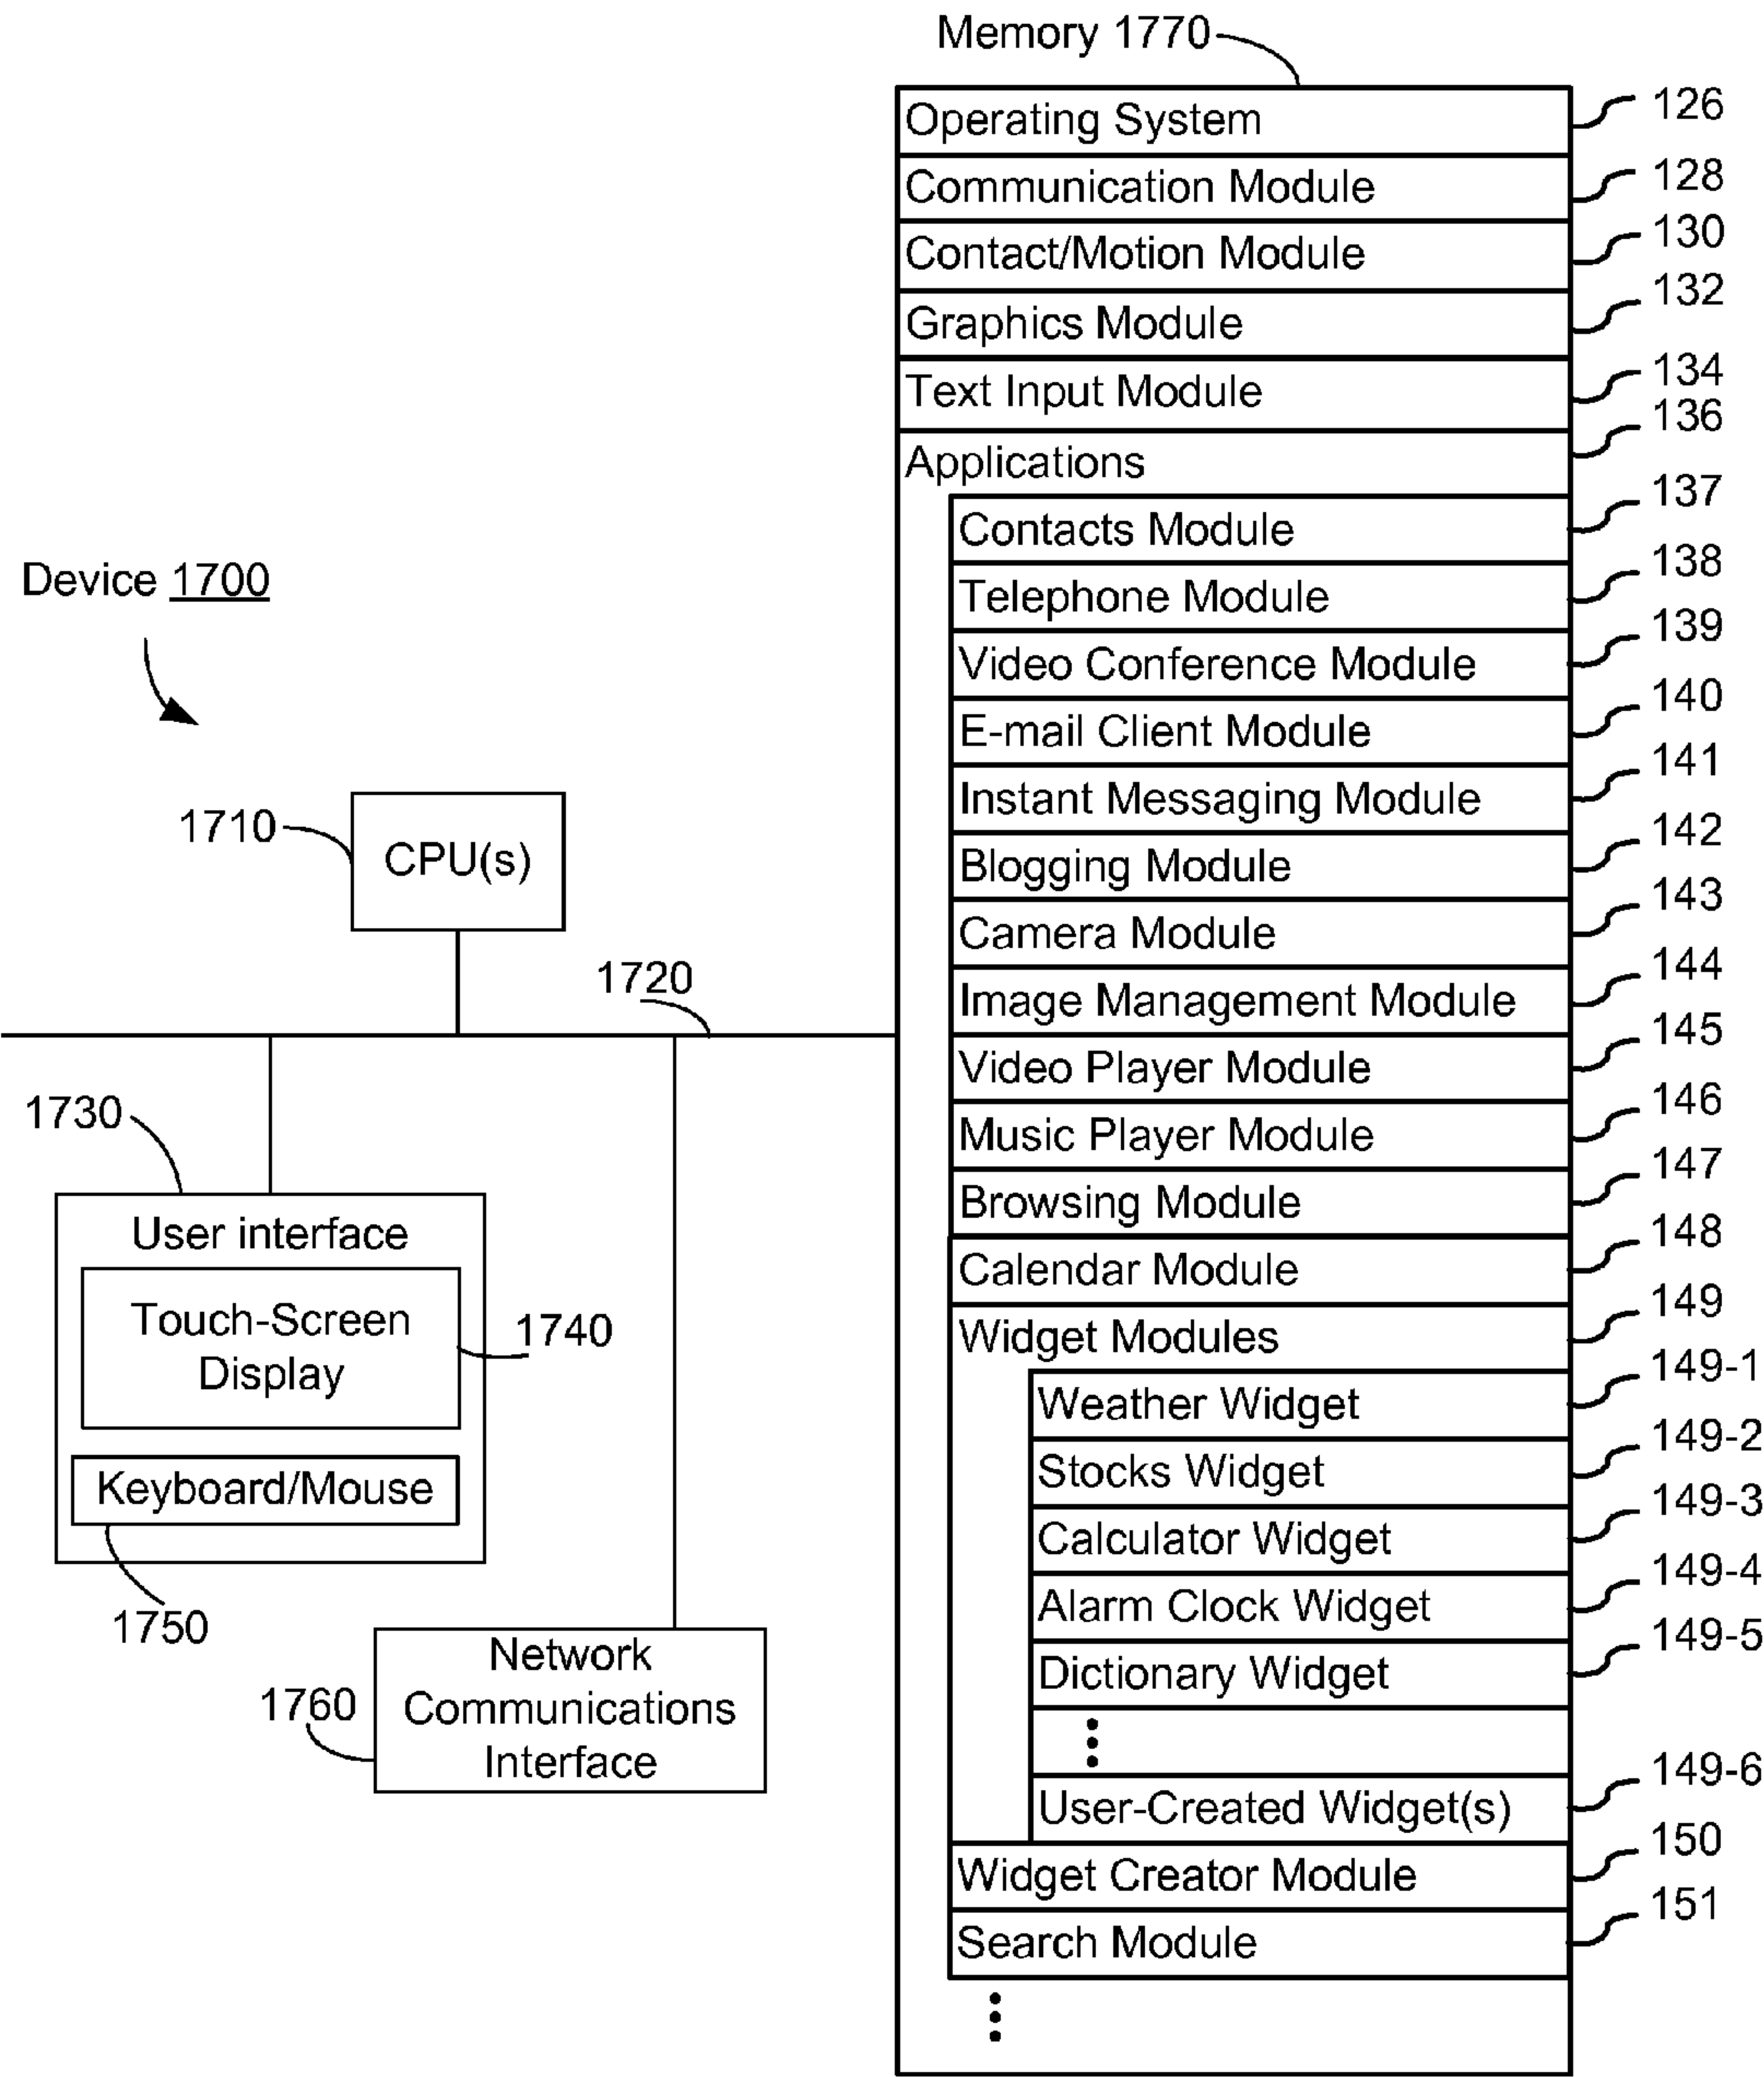 Memory 1770
Operating System 126
Communication Module 128
Contact/Motion Module 130
Graphics Module 132
Text Input Module 134
Applications 136
Contacts Module 137
Telephone Module 138
Video Conference Module 139
E-mail Client Module 140
Instant Messaging Module 141
Blogging Module 142
Camera Module 143
Image Management Module 144
Video Player Module 145
Music Player Module 146
Browsing Module 147
Calendar Module 148
Widget Modules 149
Weather Widget 149-1
Stocks Widget 149-2
Calculator Widget 149-3
Alarm Clock Widget 149-4
Dictionary Widget 149-5
User-Created Widget(s) 149-6
Widget Creator Module 150
Search Module 151
Device 1700
1710
CPU(s)
1720
1730
User interface
Touch-Screen
Display
1740
Keyboard/Mouse
1750
Network
Communications
Interface
1760